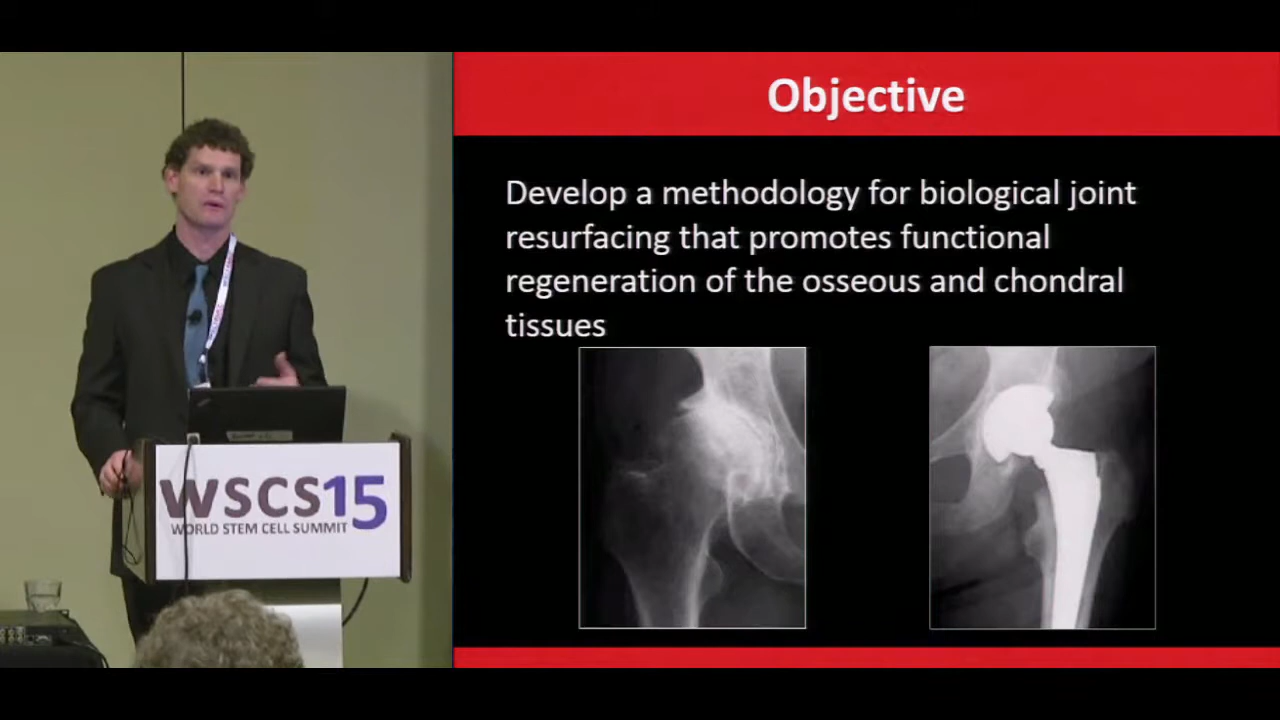 Objective
Develop a methodology for biological joint
resurfacing that promotes functional
regeneration of the osseous and chondral
tissues
WSCS15
WORLD STEM CELL SUMMIT